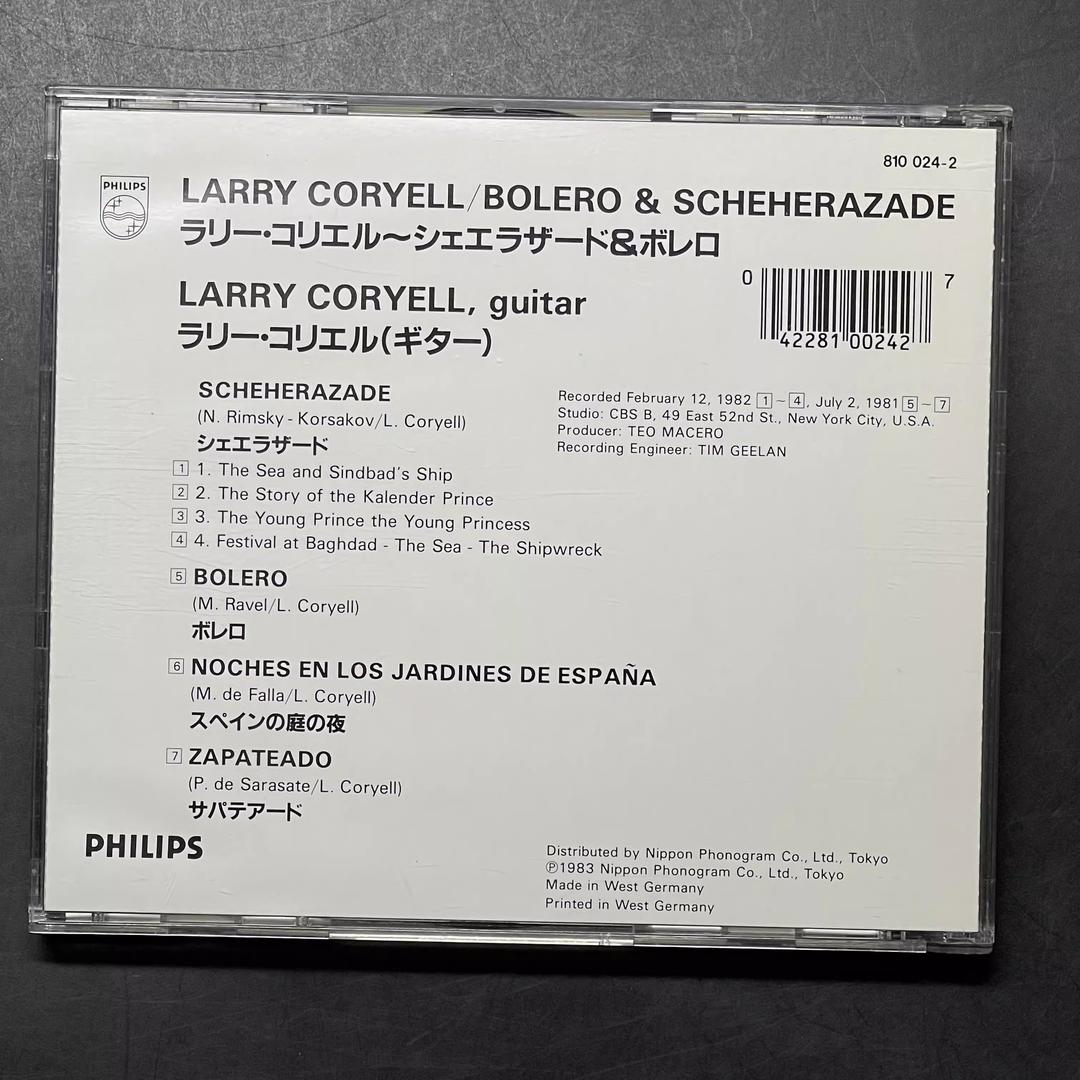 810 024-2
PHILIPS
LARRY CORYELL/BOLERO & SCHEHERAZADE
ラリー・コリエル〜シェエラザード&ボレロ
0 42281 00242 7
LARRY CORYELL, guitar
ラリー・コリエル(ギター)
SCHEHERAZADE
(N. Rimsky-Korsakov/L. Coryell)
シェエラザード
1 1. The Sea and Sindbad's Ship
2 2. The Story of the Kalender Prince
3 3. The Young Prince the Young Princess
4 4. Festival at Baghdad - The Sea - The Shipwreck
Recorded February 12, 1982 1~4, July 2, 1981 5~7
Studio: CBS B, 49 East 52nd St., New York City, U.S.A.
Producer: TEO MACERO
Recording Engineer: TIM GEELAN
5 BOLERO
(M. Ravel/L. Coryell)
ボレロ
6 NOCHES EN LOS JARDINES DE ESPAÑA
(M. de Falla/L. Coryell)
スペインの庭の夜
7 ZAPATEADO
(P. de Sarasate/L. Coryell)
サパテアード
PHILIPS
Distributed by Nippon Phonogram Co., Ltd., Tokyo
℗1983 Nippon Phonogram Co., Ltd., Tokyo
Made in West Germany
Printed in West Germany